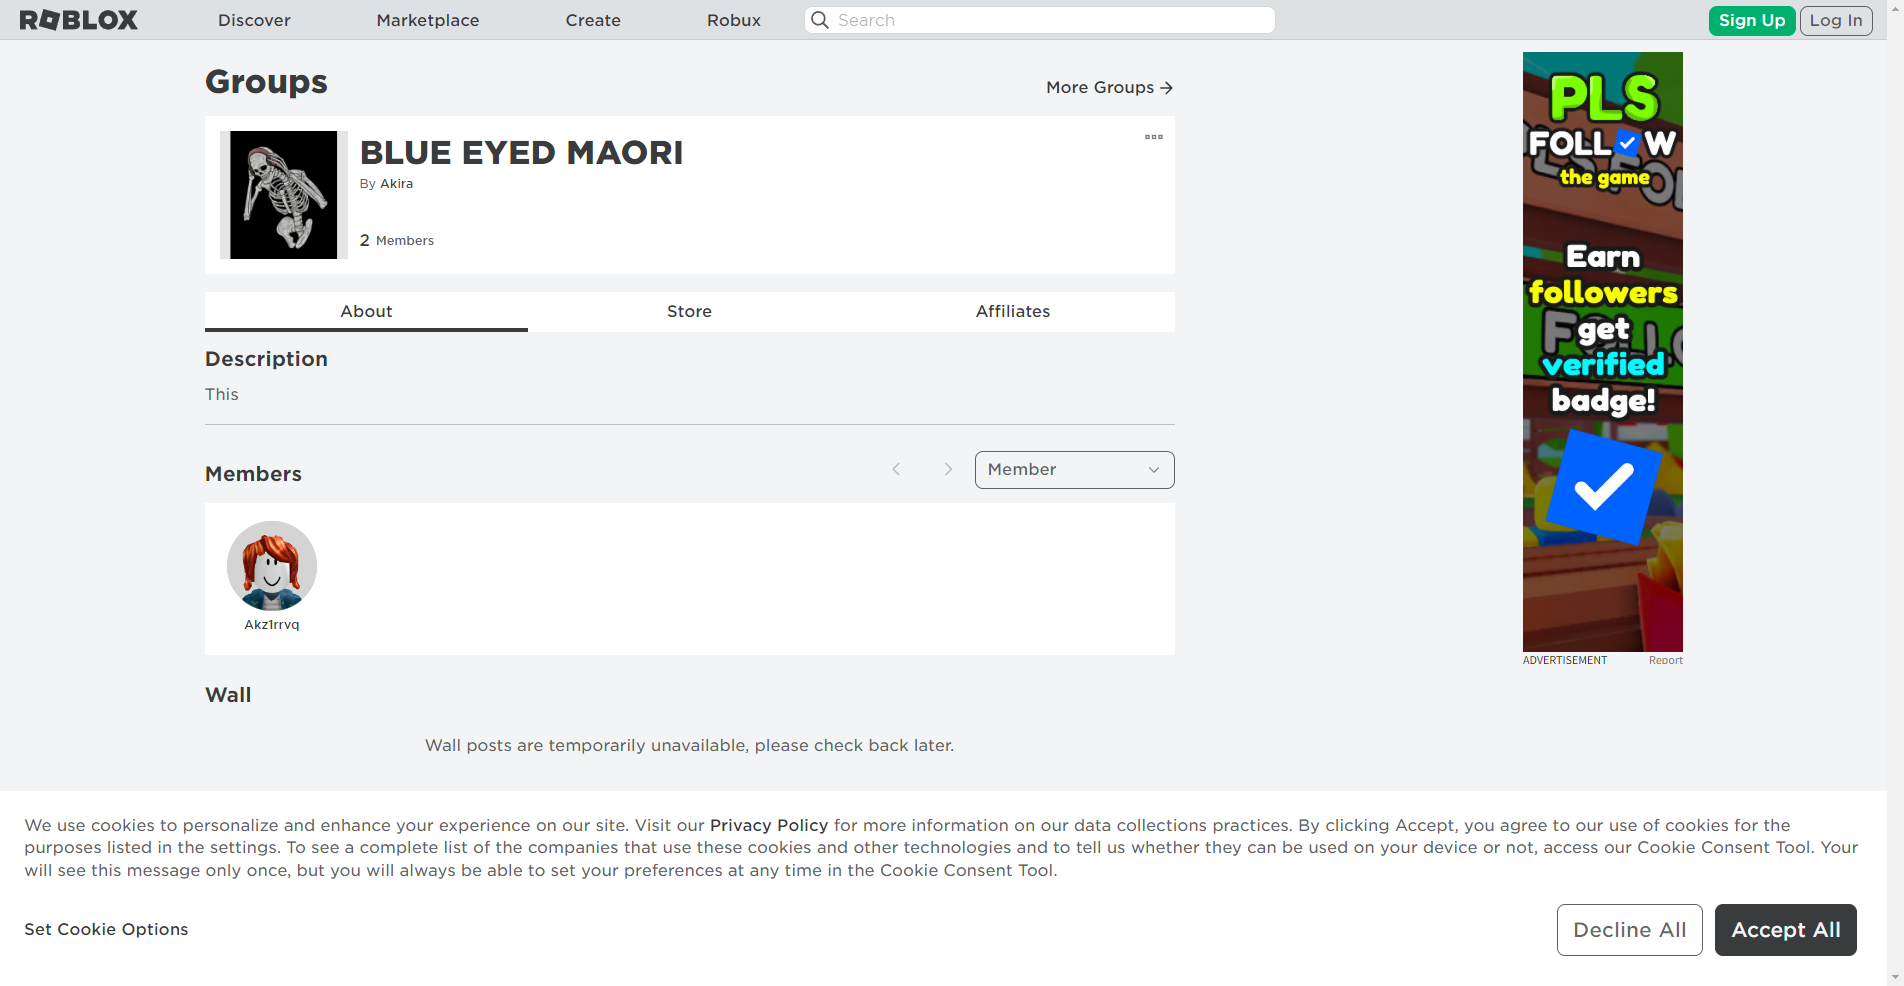 ROBLOX
Discover
Marketplace
Create
Robux
Search
Sign Up
Log In
Groups
More Groups
BLUE EYED MAORI
By Akira
2 Members
About
Store
Affiliates
Description
This
Members
Member
Akz1rrvq
Wall
Wall posts are temporarily unavailable, please check back later.
PLS
FOLLOW
the game
Earn
followers
get
verified
badge!
ADVERTISEMENT
Report
We use cookies to personalize and enhance your experience on our site. Visit our Privacy Policy for more information on our data collections practices. By clicking Accept, you agree to our use of cookies for the
purposes listed in the settings. To see a complete list of the companies that use these cookies and other technologies and to tell us whether they can be used on your device or not, access our Cookie Consent Tool. Your
will see this message only once, but you will always be able to set your preferences at any time in the Cookie Consent Tool.
Set Cookie Options
Decline All
Accept All